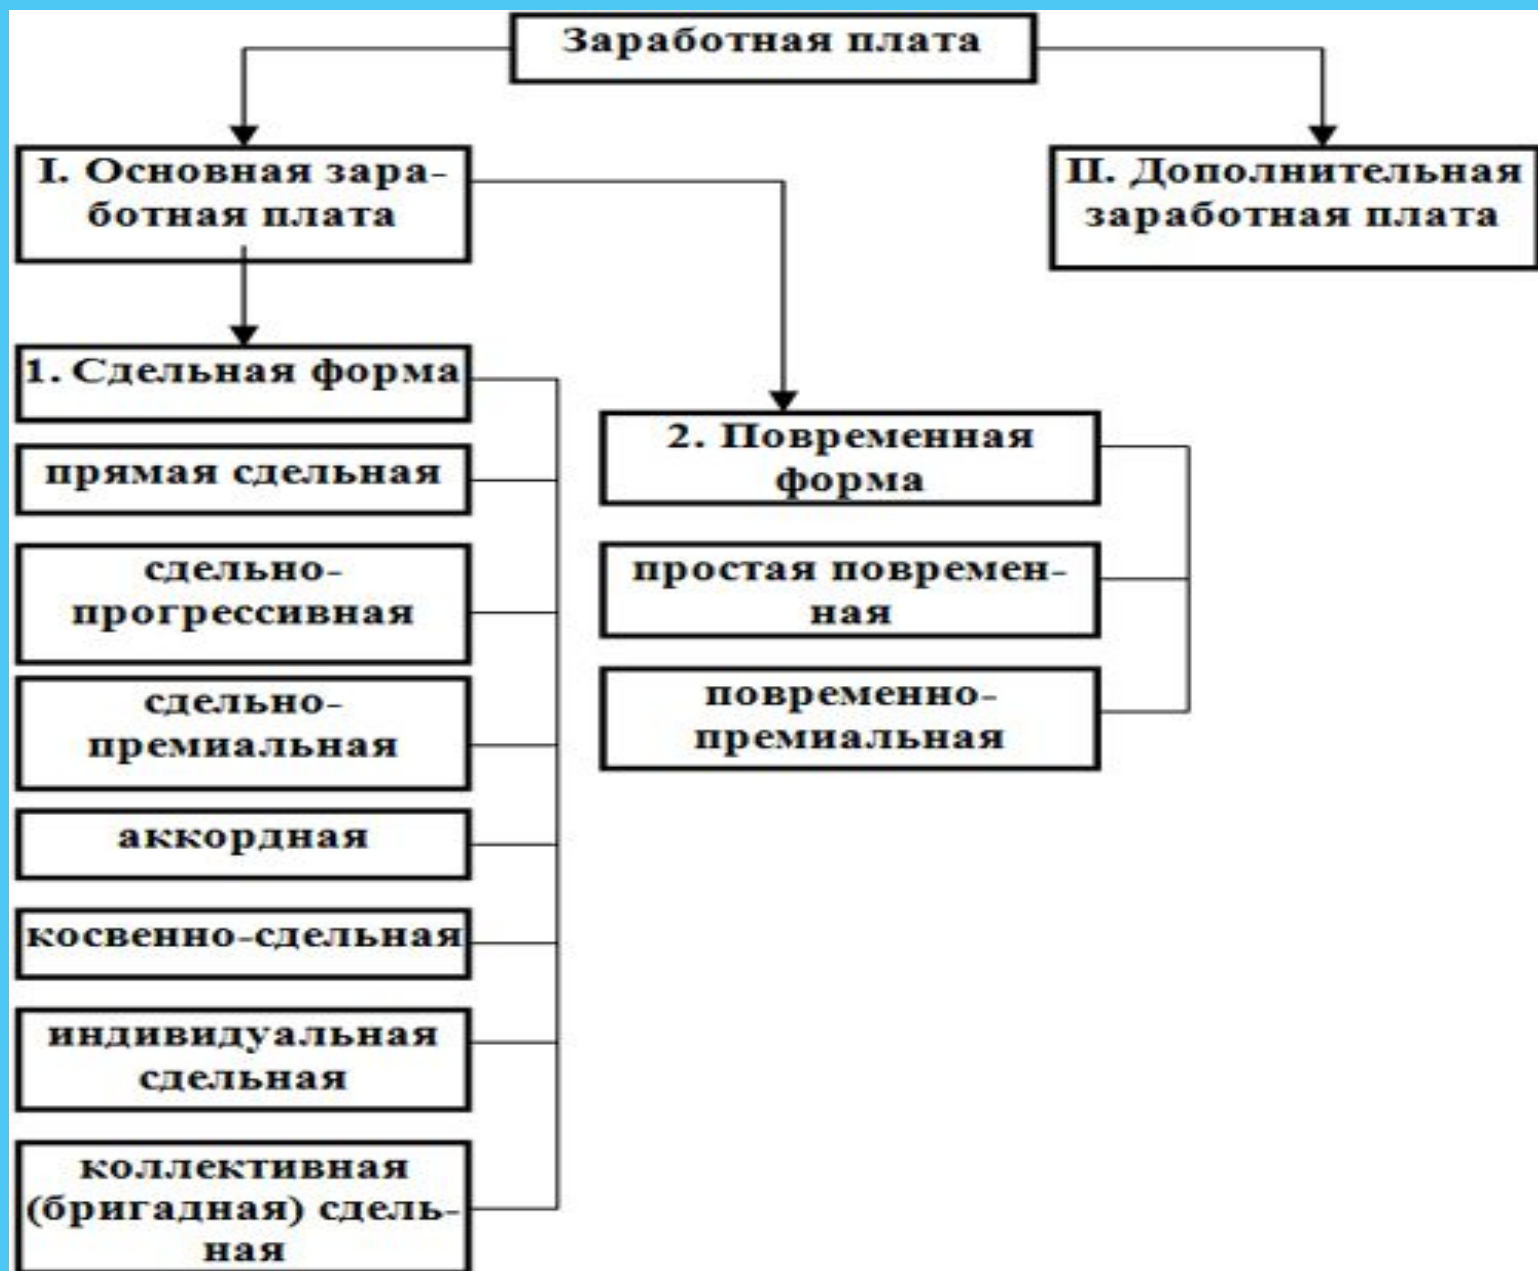 Заработная плата
I. Основная зара-
ботная плата
II. Дополнительная
заработная плата
1. Сдельная форма
прямая сдельная
сдельно-
прогрессивная
сдельно-
премиальная
аккордная
косвенно-сдельная
индивидуальная
сдельная
коллективная
(бригадная) сдель-
ная
2. Повременная
форма
простая повремен-
ная
повременно-
премиальная